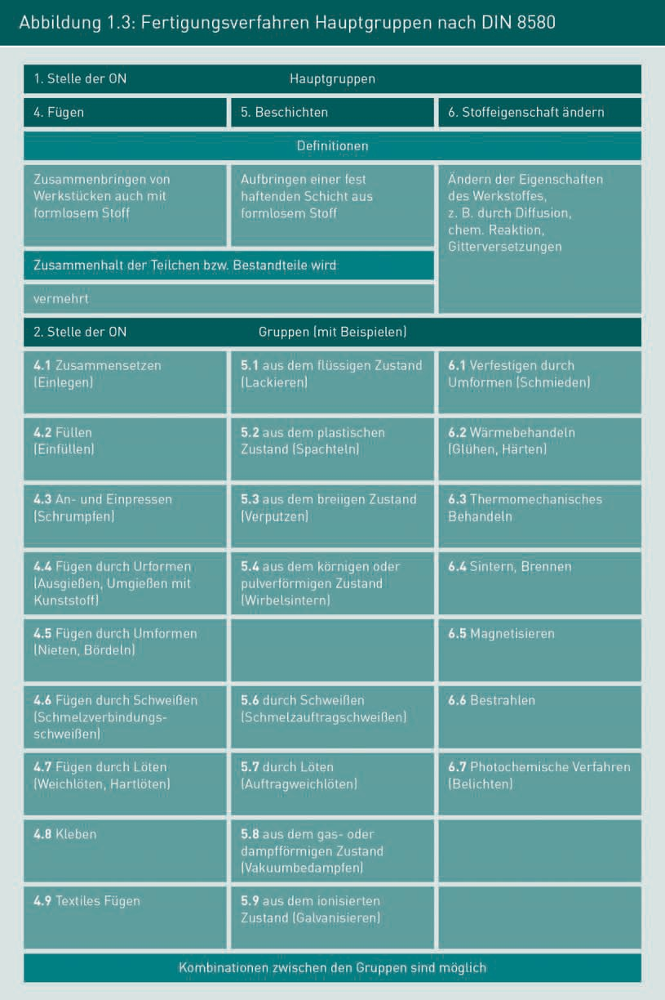 Abbildung 1.3: Fertigungsverfahren Hauptgruppen nach DIN 8580
1. Stelle der ON Hauptgruppen
4. Fügen 5. Beschichten 6. Stoffeigenschaft ändern
Definitionen
Zusammenbringen von
Werkstücken auch mit
formlosem Stoff
Aufbringen einer fest
haftenden Schicht aus
formlosem Stoff
Ändern der Eigenschaften
des Werkstoffes,
z. B. durch Diffusion,
chem. Reaktion,
Gitterversetzungen
Zusammenhalt der Teilchen bzw. Bestandteile wird
vermehrt
2. Stelle der ON Gruppen (mit Beispielen)
4.1 Zusammensetzen
(Einlegen)
5.1 aus dem flüssigen Zustand
(Lackieren)
6.1 Verfestigen durch
Umformen (Schmieden)
4.2 Füllen
(Einfüllen)
5.2 aus dem plastischen
Zustand (Spachteln)
6.2 Wärmebehandeln
(Glühen, Härten)
4.3 An- und Einpressen
(Schrumpfen)
5.3 aus dem breiigen Zustand
(Verputzen)
6.3 Thermomechanisches
Behandeln
4.4 Fügen durch Urformen
(Ausgießen, Umgießen mit
Kunststoff)
5.4 aus dem körnigen oder
pulverförmigen Zustand
(Wirbelsintern)
6.4 Sintern, Brennen
4.5 Fügen durch Umformen
(Nieten, Bördeln)
6.5 Magnetisieren
4.6 Fügen durch Schweißen
(Schmelzverbindungs-
schweißen)
5.6 durch Schweißen
(Schmelzauftragschweißen)
6.6 Bestrahlen
4.7 Fügen durch Löten
(Weichlöten, Hartlöten)
5.7 durch Löten
(Auftragweichlöten)
6.7 Photochemische Verfahren
(Belichten)
4.8 Kleben
5.8 aus dem gas- oder
dampfförmigen Zustand
(Vakuumbedampfen)
4.9 Textiles Fügen
5.9 aus dem ionisierten
Zustand (Galvanisieren)
Kombinationen zwischen den Gruppen sind möglich